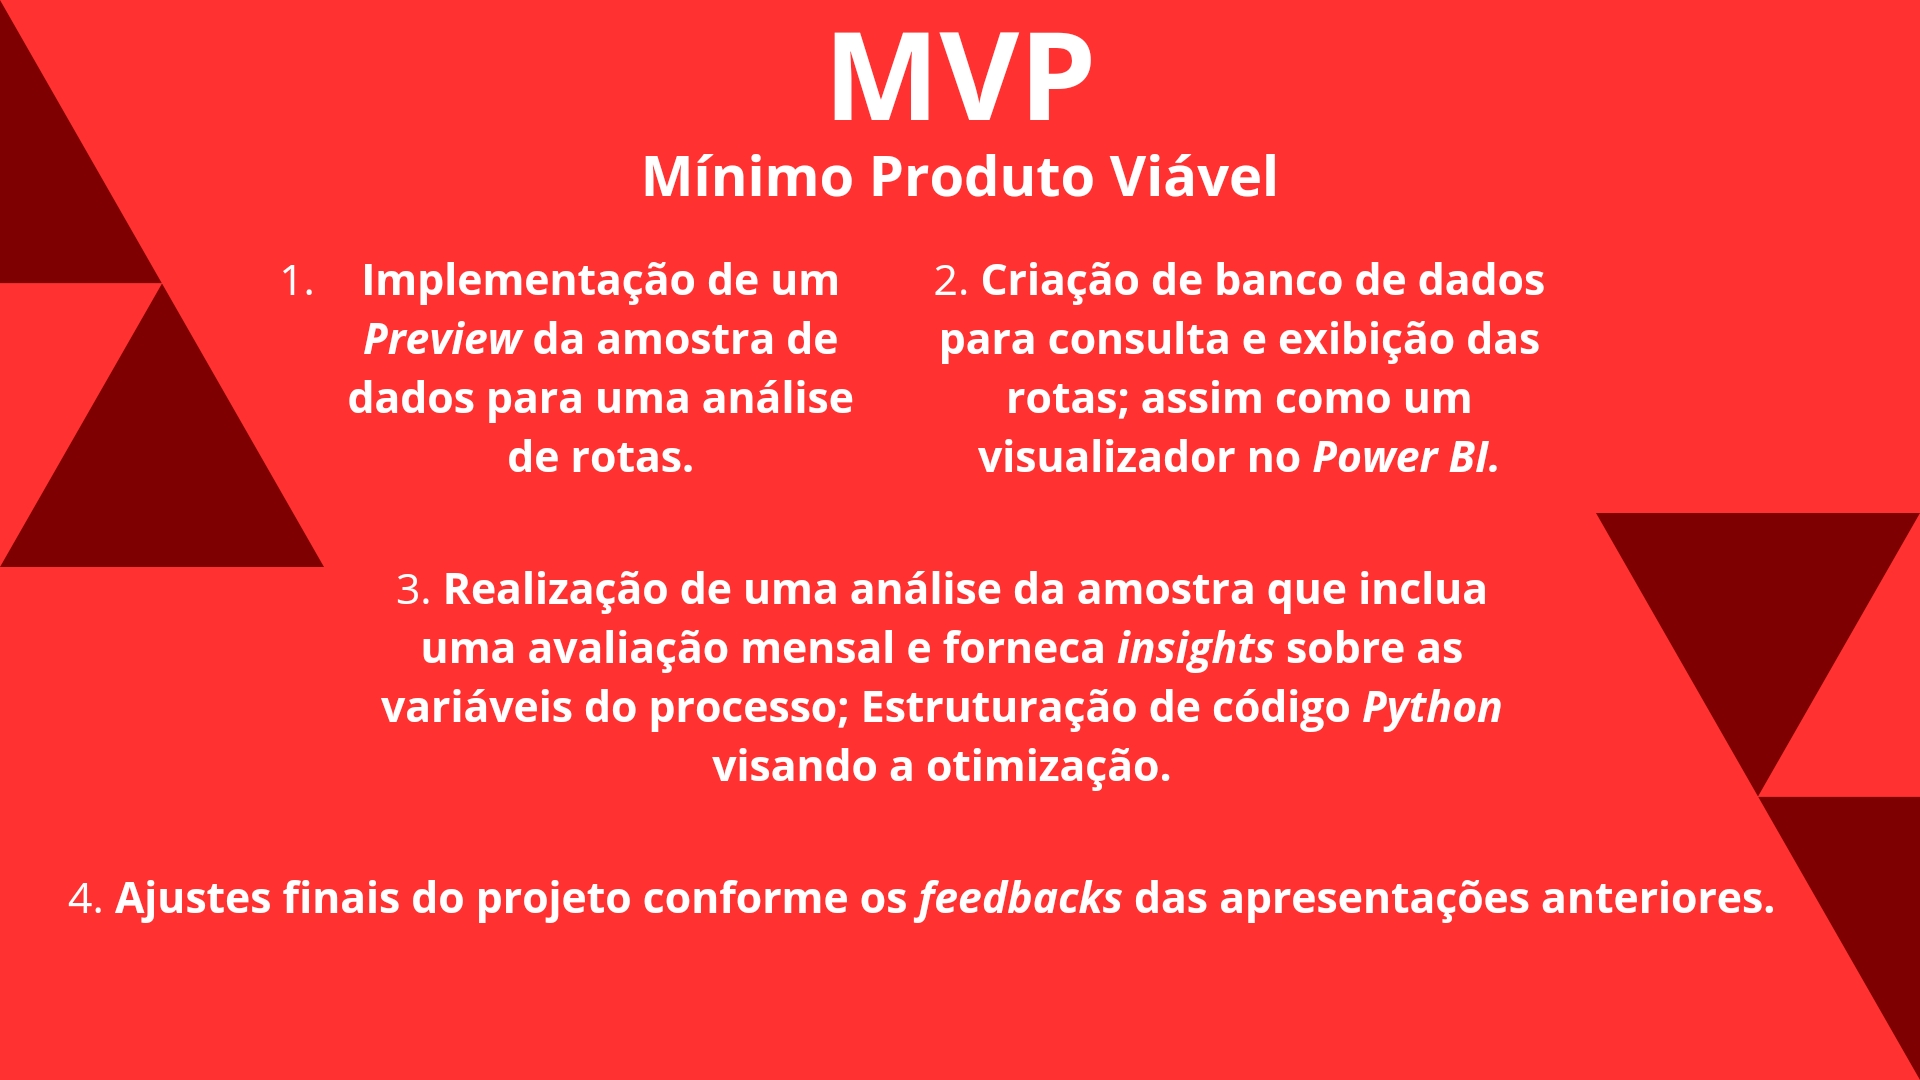 MVP
Mínimo Produto Viável
1. Implementação de um
Preview da amostra de
dados para uma análise
de rotas.
2. Criação de banco de dados
para consulta e exibição das
rotas; assim como um
visualizador no Power BI.
3. Realização de uma análise da amostra que inclua
uma avaliação mensal e forneca insights sobre as
variáveis do processo; Estruturação de código Python
visando a otimização.
4. Ajustes finais do projeto conforme os feedbacks das apresentações anteriores.